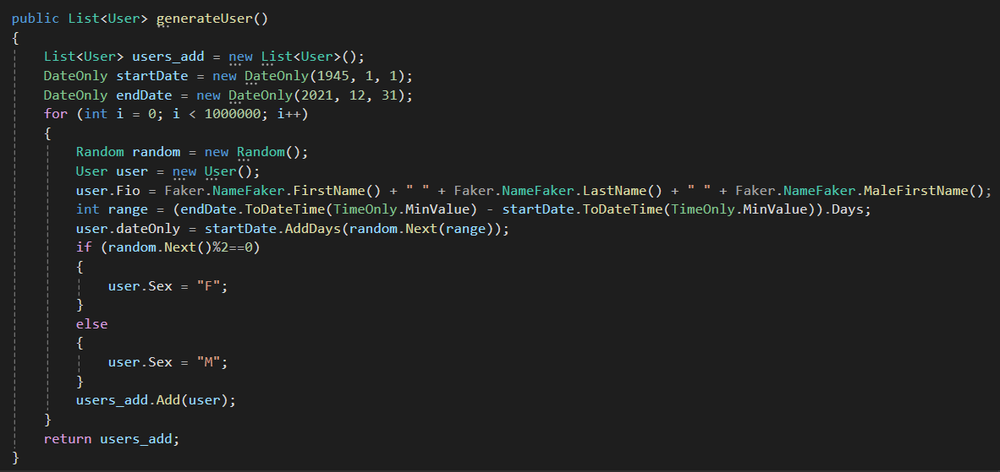 public List<User> generateUser()
{
    List<User> users_add = new List<User>();
    DateOnly startDate = new DateOnly(1945, 1, 1);
    DateOnly endDate = new DateOnly(2021, 12, 31);
    for (int i = 0; i < 1000000; i++)
    {
        Random random = new Random();
        User user = new User();
        user.Fio = Faker.NameFaker.FirstName() + " " + Faker.NameFaker.LastName() + " " + Faker.NameFaker.MaleFirstName();
        int range = (endDate.ToDateTime(TimeOnly.MinValue) - startDate.ToDateTime(TimeOnly.MinValue)).Days;
        user.dateOnly = startDate.AddDays(random.Next(range));
        if (random.Next()%2==0)
        {
            user.Sex = "F";
        }
        else
        {
            user.Sex = "M";
        }
        users_add.Add(user);
    }
    return users_add;
}